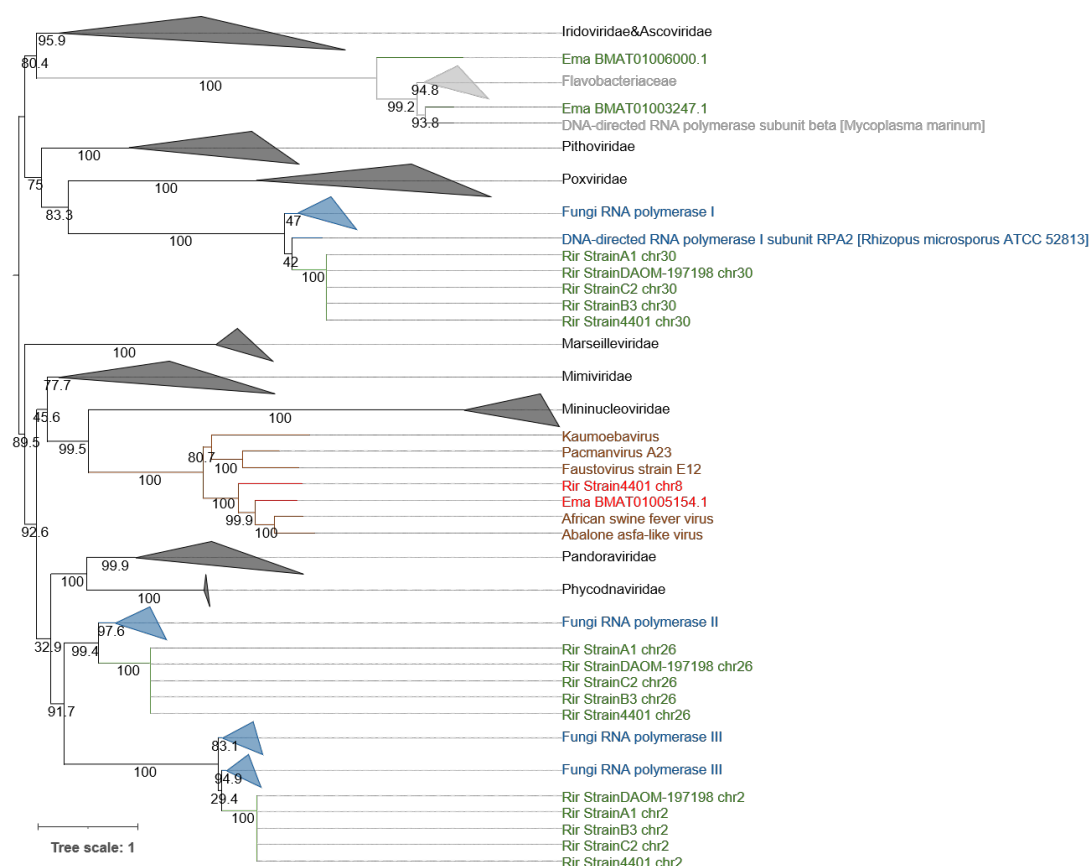 Iridoviridae&Ascoviridae
95.9
Ema BMAT01006000.1
80.4
Flavobacteriaceae
100
94.8
99.2
Ema BMAT01003247.1
93.8
DNA-directed RNA polymerase subunit beta [Mycoplasma marinum]
Pithoviridae
100
Poxviridae
75
100
83.3
Fungi RNA polymerase I
47
100
DNA-directed RNA polymerase I subunit RPA2 [Rhizopus microsporus ATCC 52813]
42
Rir StrainA1 chr30
100
Rir StrainDAOM-197198 chr30
Rir StrainC2 chr30
Rir StrainB3 chr30
Rir Strain4401 chr30
Marseilleviridae
100
Mimiviridae
77.7
Mininucleoviridae
45.6
100
89.5
99.5
Kaumoebavirus
80.7
Pacmanvirus A23
100
Faustovirus strain E12
100
Rir Strain4401 chr8
100
Ema BMAT01005154.1
99.9
African swine fever virus
92.6
100
Abalone asfa-like virus
Pandoraviridae
99.9
100
Phycodnaviridae
100
Fungi RNA polymerase II
97.6
32.9
99.4
Rir StrainA1 chr26
100
Rir StrainDAOM-197198 chr26
Rir StrainC2 chr26
Rir StrainB3 chr26
91.7
Rir Strain4401 chr26
Fungi RNA polymerase III
83.1
100
Fungi RNA polymerase III
94.9
29.4
Rir StrainDAOM-197198 chr2
100
Rir StrainA1 chr2
Rir StrainB3 chr2
Rir StrainC2 chr2
Rir Strain4401 chr2
Tree scale: 1